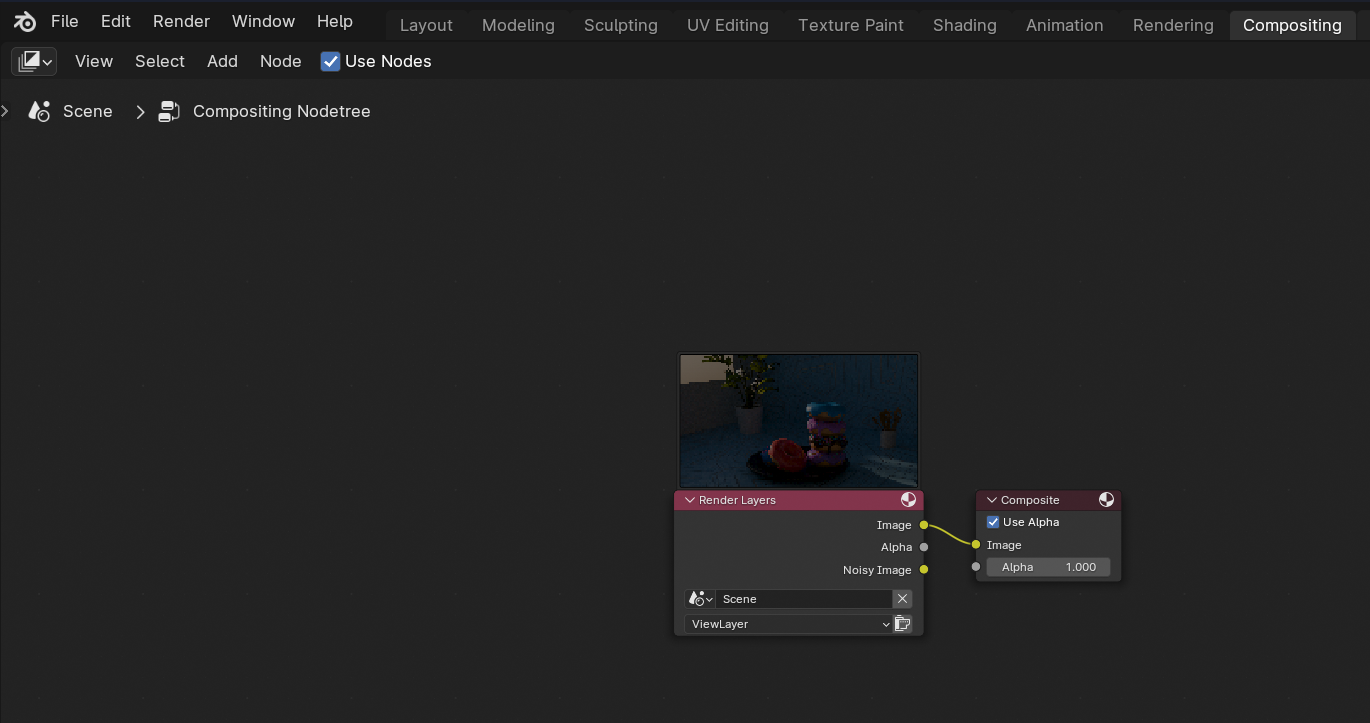 File Edit Render Window Help Layout Modeling Sculpting UV Editing Texture Paint Shading Animation Rendering Compositing
View Select Add Node Use Nodes
Scene Compositing Nodetree
Render Layers
Image
Alpha
Noisy Image
Scene
ViewLayer
Composite
Use Alpha
Image
Alpha 1.000